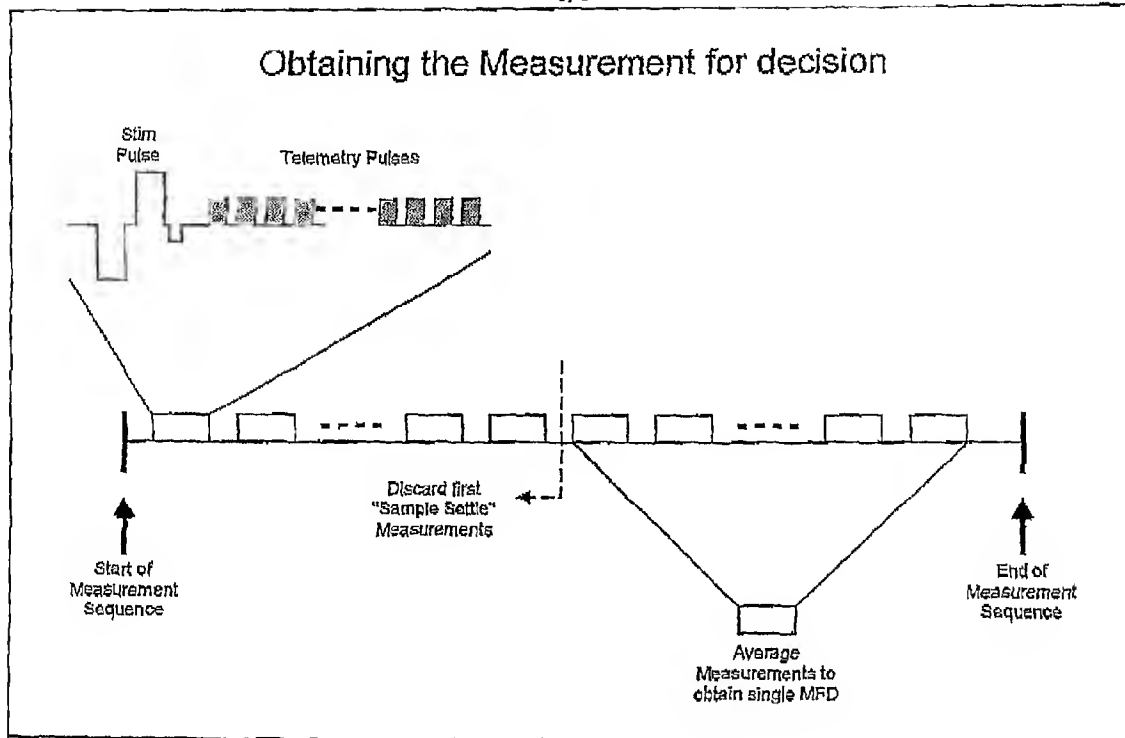 Obtaining the Measurement for decision
Stim
Pulse
Telemetry Pulses
Discard first
"Sample Settle"
Measurements
Start of
Measurement
Sequence
End of
Measurement
Sequence
Average
Measurements to
obtain single MFD